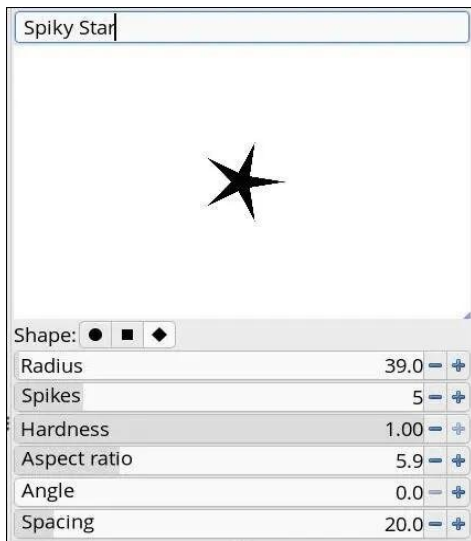 Spiky Star
Shape:
Radius 39.0
Spikes 5
Hardness 1.00
Aspect ratio 5.9
Angle 0.0
Spacing 20.0